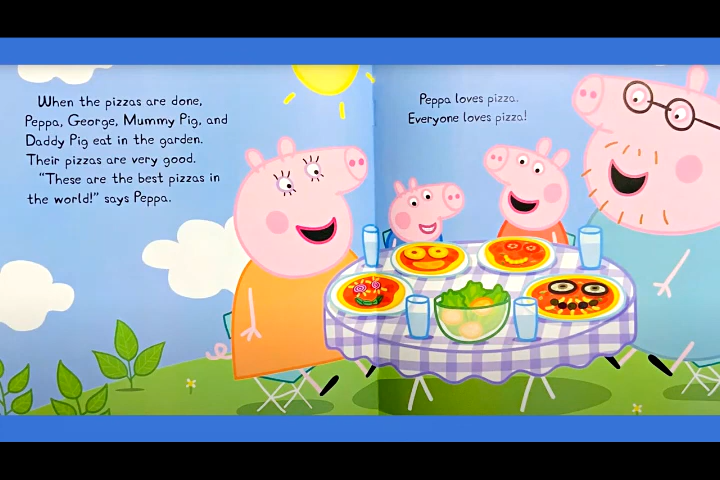 When the pizzas are done,
Peppa, George, Mummy Pig, and
Daddy Pig eat in the garden.
Their pizzas are very good.
"These are the best pizzas in
the world!" says Peppa.
Peppa loves pizza.
Everyone loves pizza!